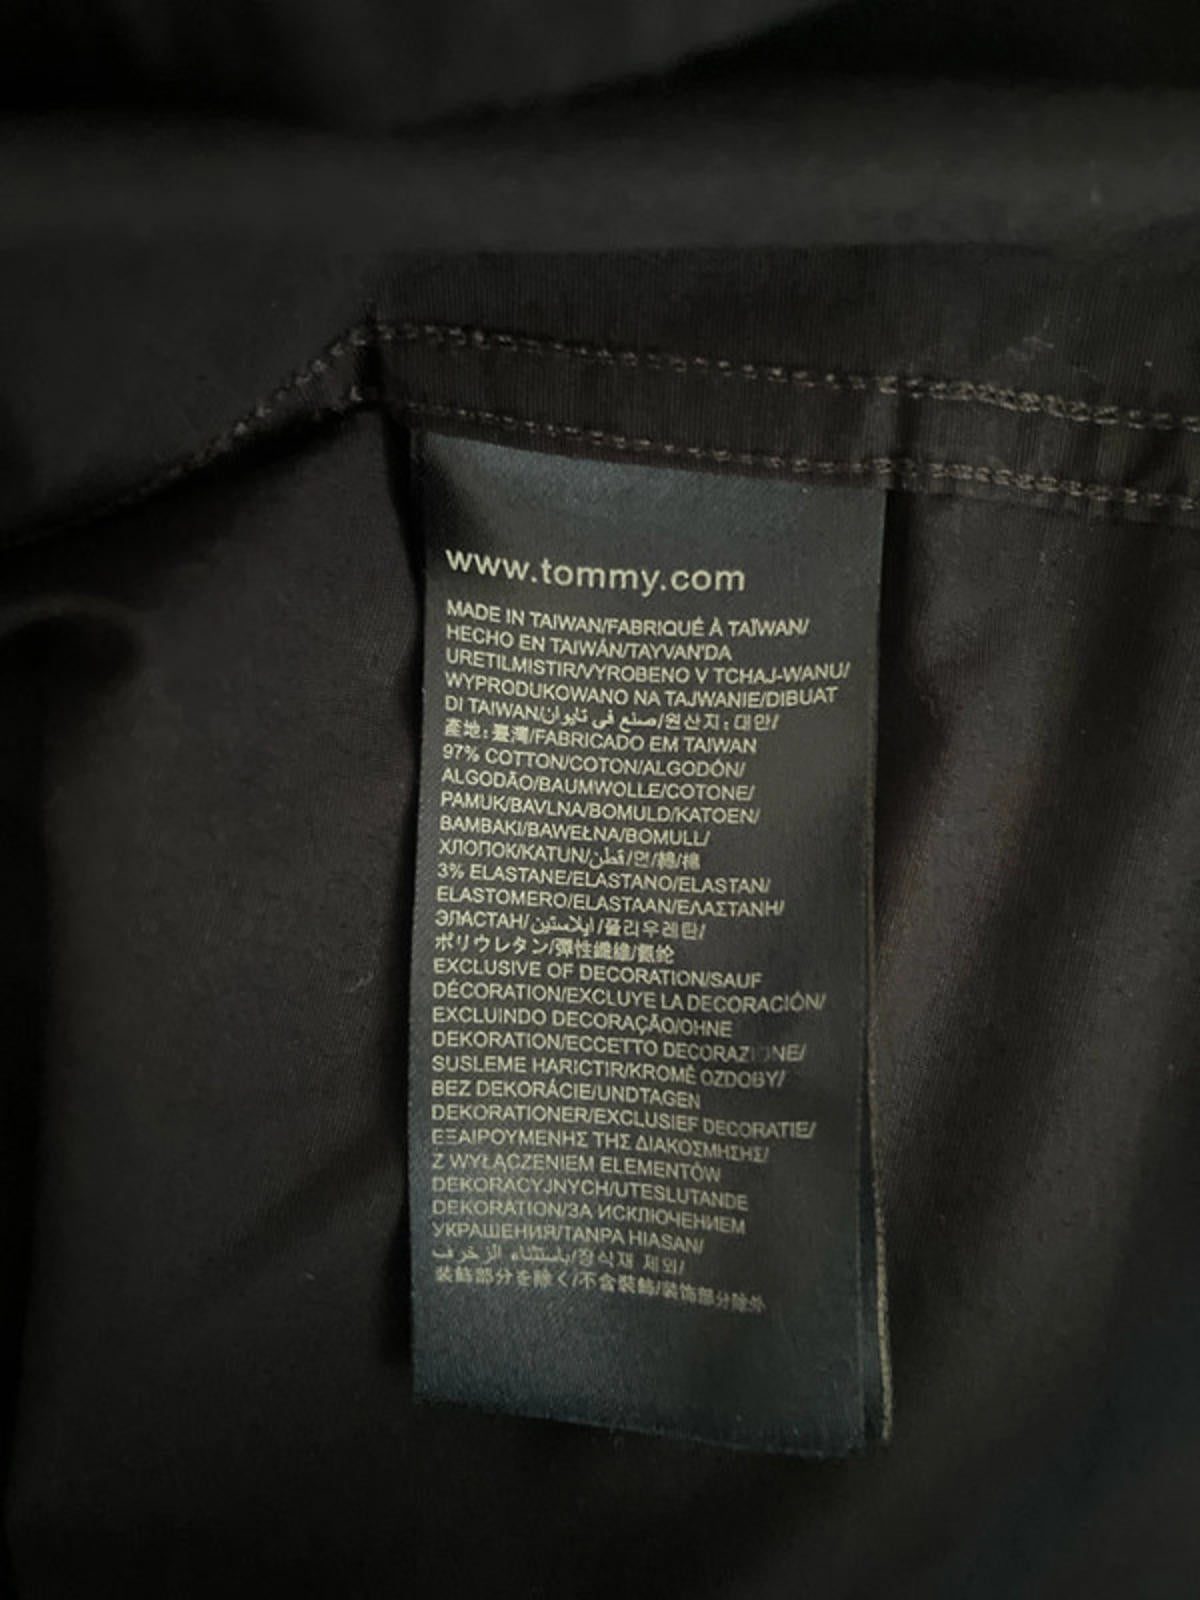 www.tommy.com
MADE IN TAIWAN/FABRIQUÉ À TAÏWAN/
HECHO EN TAIWÁN/TAYVAN'DA
URETILMISTIR/VYROBENO V TCHAJ-WANU/
WYPRODUKOWANO NA TAJWANIE/DIBUAT
DI TAIWAN/صنع في تايوان/원산지: 대만/
產地: 臺灣/FABRICADO EM TAIWAN
97% COTTON/COTON/ALGODÓN/
ALGODÃO/BAUMWOLLE/COTONE/
PAMUK/BAVLNA/BOMULD/KATOEN/
BAMBAKI/BAWEŁNA/BOMULL/
ХЛОПОК/KATUN/قطن/면/綿/棉
3% ELASTANE/ELASTANO/ELASTAN/
ELASTOMERO/ELASTAAN/ΕΛΑΣΤΑΝΗ/
ЭЛАСТАН/ايلاستين/폴리우레탄/
ポリウレタン/彈性纖維/氨纶
EXCLUSIVE OF DECORATION/SAUF
DÉCORATION/EXCLUYE LA DECORACIÓN/
EXCLUINDO DECORAÇÃO/OHNE
DEKORATION/ECCETTO DECORAZIONE/
SUSLEME HARICTIR/KROMĚ OZDOBY/
BEZ DEKORÁCIE/UNDTAGEN
DEKORATIONER/EXCLUSIEF DECORATIE/
ΕΞΑΙΡΟΥΜΕΝΗΣ ΤΗΣ ΔΙΑΚΟΣΜΗΣΗΣ/
Z WYŁĄCZENIEM ELEMENTÓW
DEKORACYJNYCH/UTESLUTANDE
DEKORATION/ЗА ИСКЛЮЧЕНИЕМ
УКРАШЕНИЯ/TANPA HIASAN/
باستثناء الزخرف/장식재 제외/
装飾部分を除く/不含裝飾/装饰部分除外